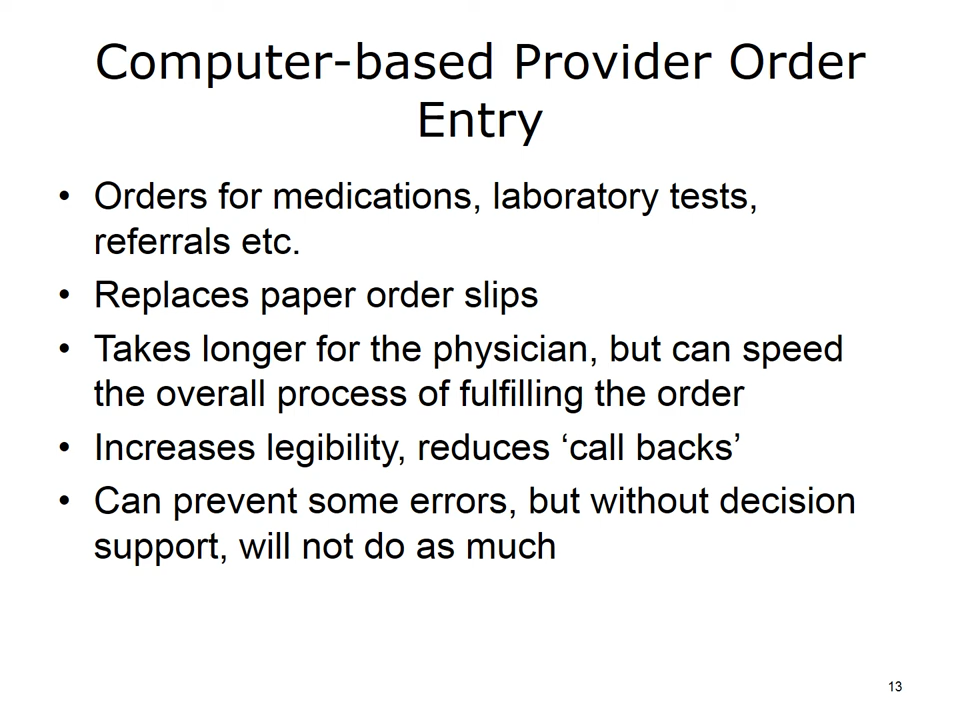 Computer-based Provider Order
Entry
• Orders for medications, laboratory tests,
referrals etc.
• Replaces paper order slips
• Takes longer for the physician, but can speed
the overall process of fulfilling the order
• Increases legibility, reduces ‘call backs’
• Can prevent some errors, but without decision
support, will not do as much
13